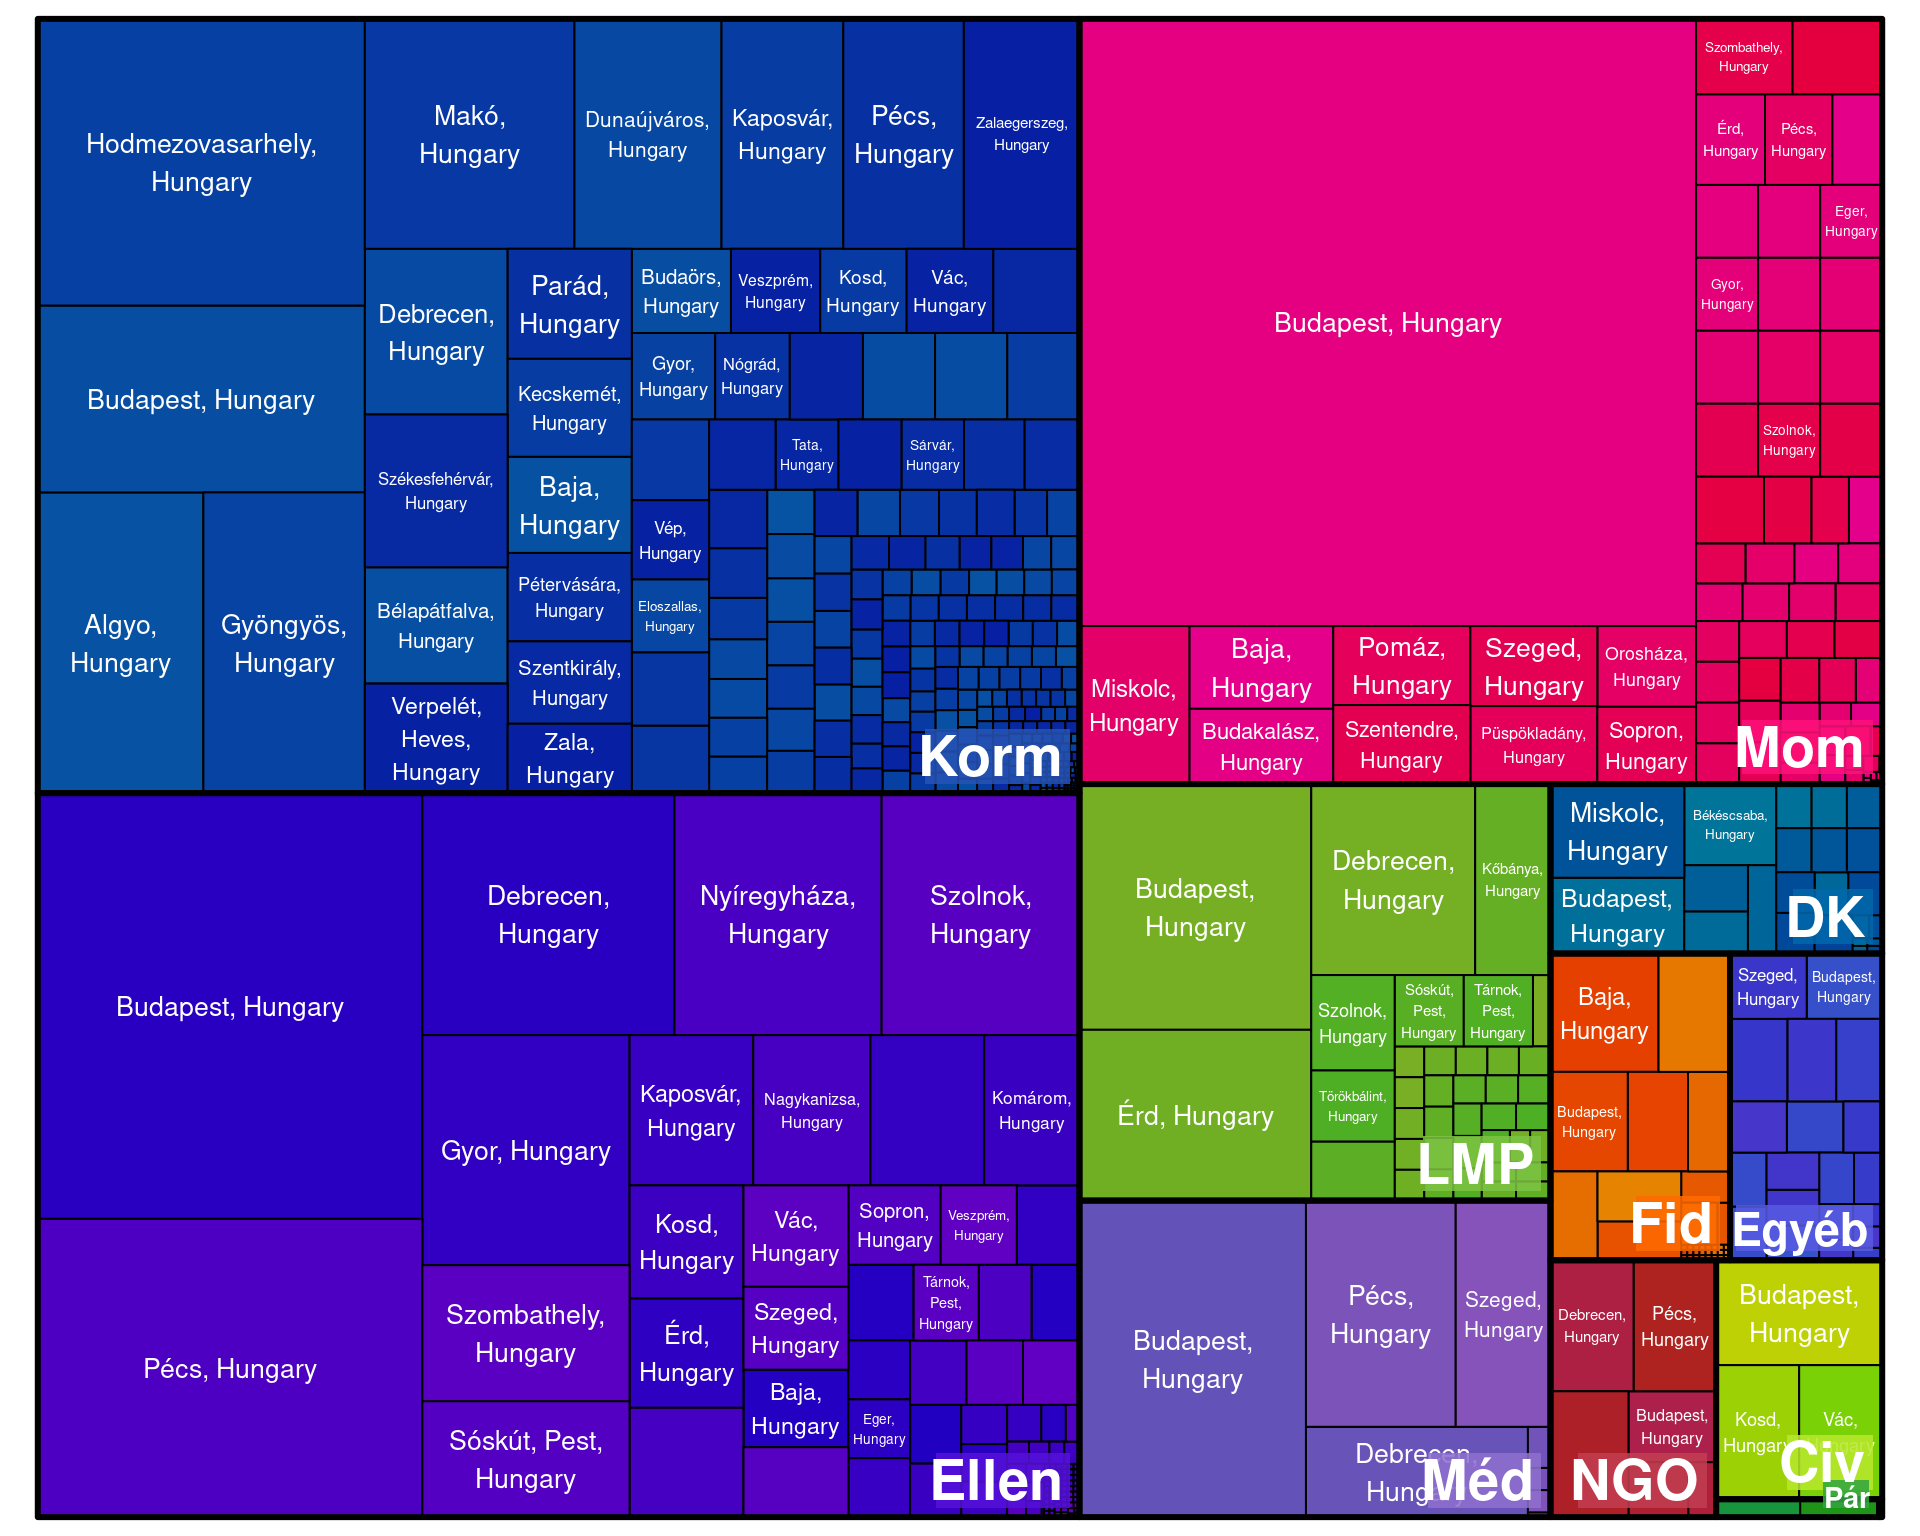 Hodmezovasarhely,
Hungary
Budapest, Hungary
Algyo,
Hungary
Gyöngyös,
Hungary
Makó,
Hungary
Dunaújváros,
Hungary
Kaposvár,
Hungary
Pécs,
Hungary
Zalaegerszeg,
Hungary
Debrecen,
Hungary
Székesfehérvár,
Hungary
Bélapátfalva,
Hungary
Verpelét,
Heves,
Hungary
Parád,
Hungary
Kecskemét,
Hungary
Baja,
Hungary
Pétervására,
Hungary
Szentkirály,
Hungary
Zala,
Hungary
Budaörs,
Hungary
Veszprém,
Hungary
Kosd,
Hungary
Vác,
Hungary
Gyor,
Hungary
Nógrád,
Hungary
Tata,
Hungary
Sárvár,
Hungary
Vép,
Hungary
Eloszallas,
Hungary
Korm
Budapest, Hungary
Miskolc,
Hungary
Baja,
Hungary
Budakalász,
Hungary
Pomáz,
Hungary
Szentendre,
Hungary
Szeged,
Hungary
Püspökladány,
Hungary
Orosháza,
Hungary
Sopron,
Hungary
Szombathely,
Hungary
Érd,
Hungary
Pécs,
Hungary
Eger,
Hungary
Gyor,
Hungary
Szolnok,
Hungary
Mom
Budapest, Hungary
Pécs, Hungary
Debrecen,
Hungary
Nyíregyháza,
Hungary
Szolnok,
Hungary
Gyor, Hungary
Szombathely,
Hungary
Sóskút, Pest,
Hungary
Kaposvár,
Hungary
Nagykanizsa,
Hungary
Komárom,
Hungary
Kosd,
Hungary
Érd,
Hungary
Vác,
Hungary
Szeged,
Hungary
Baja,
Hungary
Sopron,
Hungary
Veszprém,
Hungary
Tárnok,
Pest,
Hungary
Eger,
Hungary
Ellen
Budapest,
Hungary
Érd, Hungary
Debrecen,
Hungary
Kőbánya,
Hungary
Szolnok,
Hungary
Törökbálint,
Hungary
Sóskút,
Pest,
Hungary
Tárnok,
Pest,
Hungary
LMP
Miskolc,
Hungary
Budapest,
Hungary
Békéscsaba,
Hungary
DK
Baja,
Hungary
Budapest,
Hungary
Fid
Szeged,
Hungary
Budapest,
Hungary
Egyéb
Budapest,
Hungary
Pécs,
Hungary
Szeged,
Hungary
Debrecen,
Hungary
Méd
Debrecen,
Hungary
Pécs,
Hungary
Budapest,
Hungary
NGO
Budapest,
Hungary
Kosd,
Hungary
Vác,
Hungary
Civ
Pár